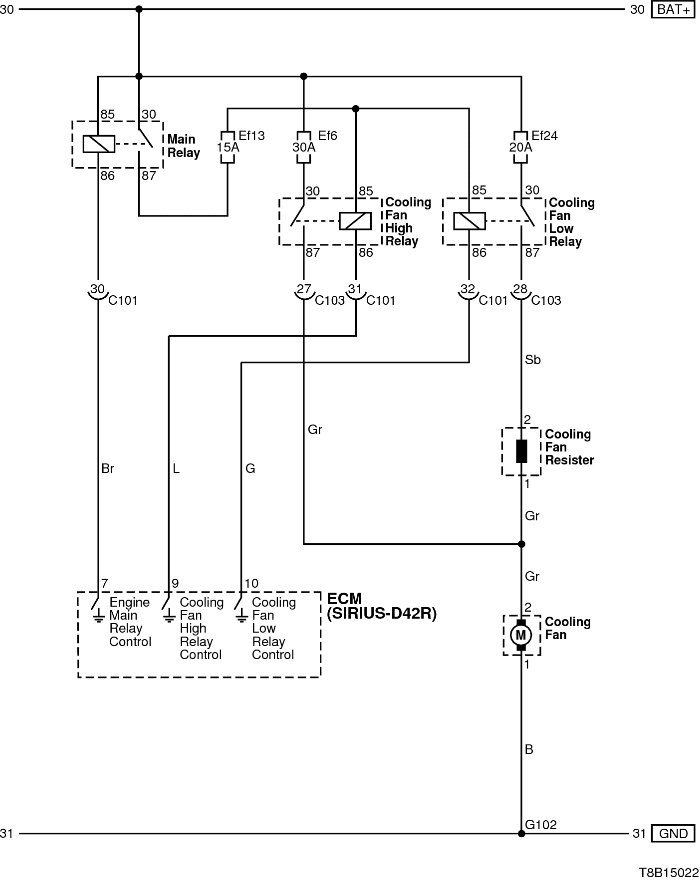 30
30 BAT+
85 30
Main
Relay
86 87
Ef13
15A
Ef6
30A
Ef24
20A
30 85
Cooling
Fan
High
Relay
87 86
85 30
Cooling
Fan
Low
Relay
86 87
30 C101
27 C103
31 C101
32 C101
28 C103
Sb
2
Cooling
Fan
Resister
1
Gr
Br
L
G
Gr
Gr
7
Engine
Main
Relay
Control
9
Cooling
Fan
High
Relay
Control
10
Cooling
Fan
Low
Relay
Control
ECM
(SIRIUS-D42R)
2
M
Cooling
Fan
1
B
G102
31
31 GND
T8B15022